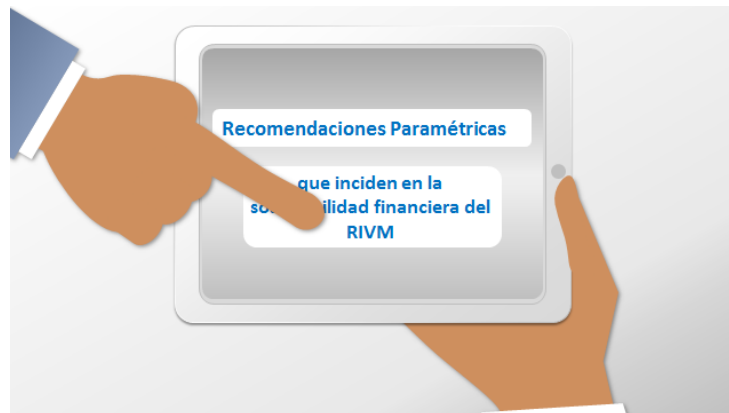 Recomendaciones Paramétricas
que inciden en la
financiera del
RIVM